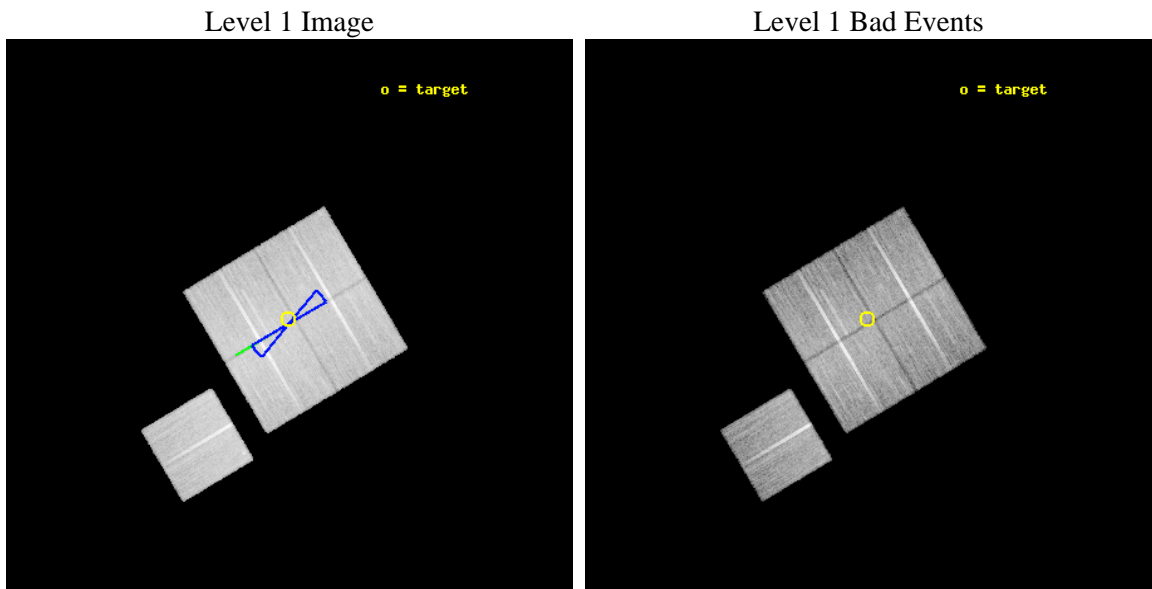 Level 1 Image
Level 1 Bad Events
o = target
o = target